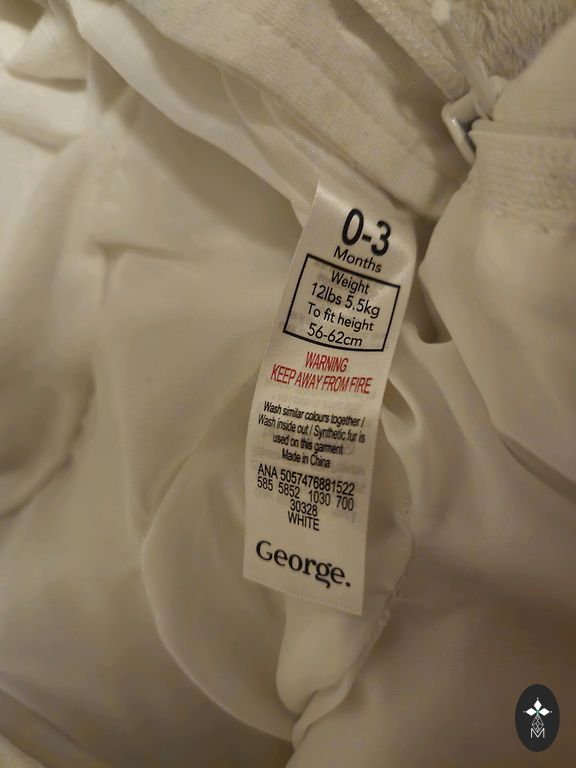 0-3
Months
Weight
12lbs 5.5kg
To fit height
56-62cm
WARNING
KEEP AWAY FROM FIRE
Wash similar colours together /
Wash inside out / Synthetic fur is
used on this garment
Made in China
ANA 5057476881522
585 5852 1030 700
30328
WHITE
George.
M